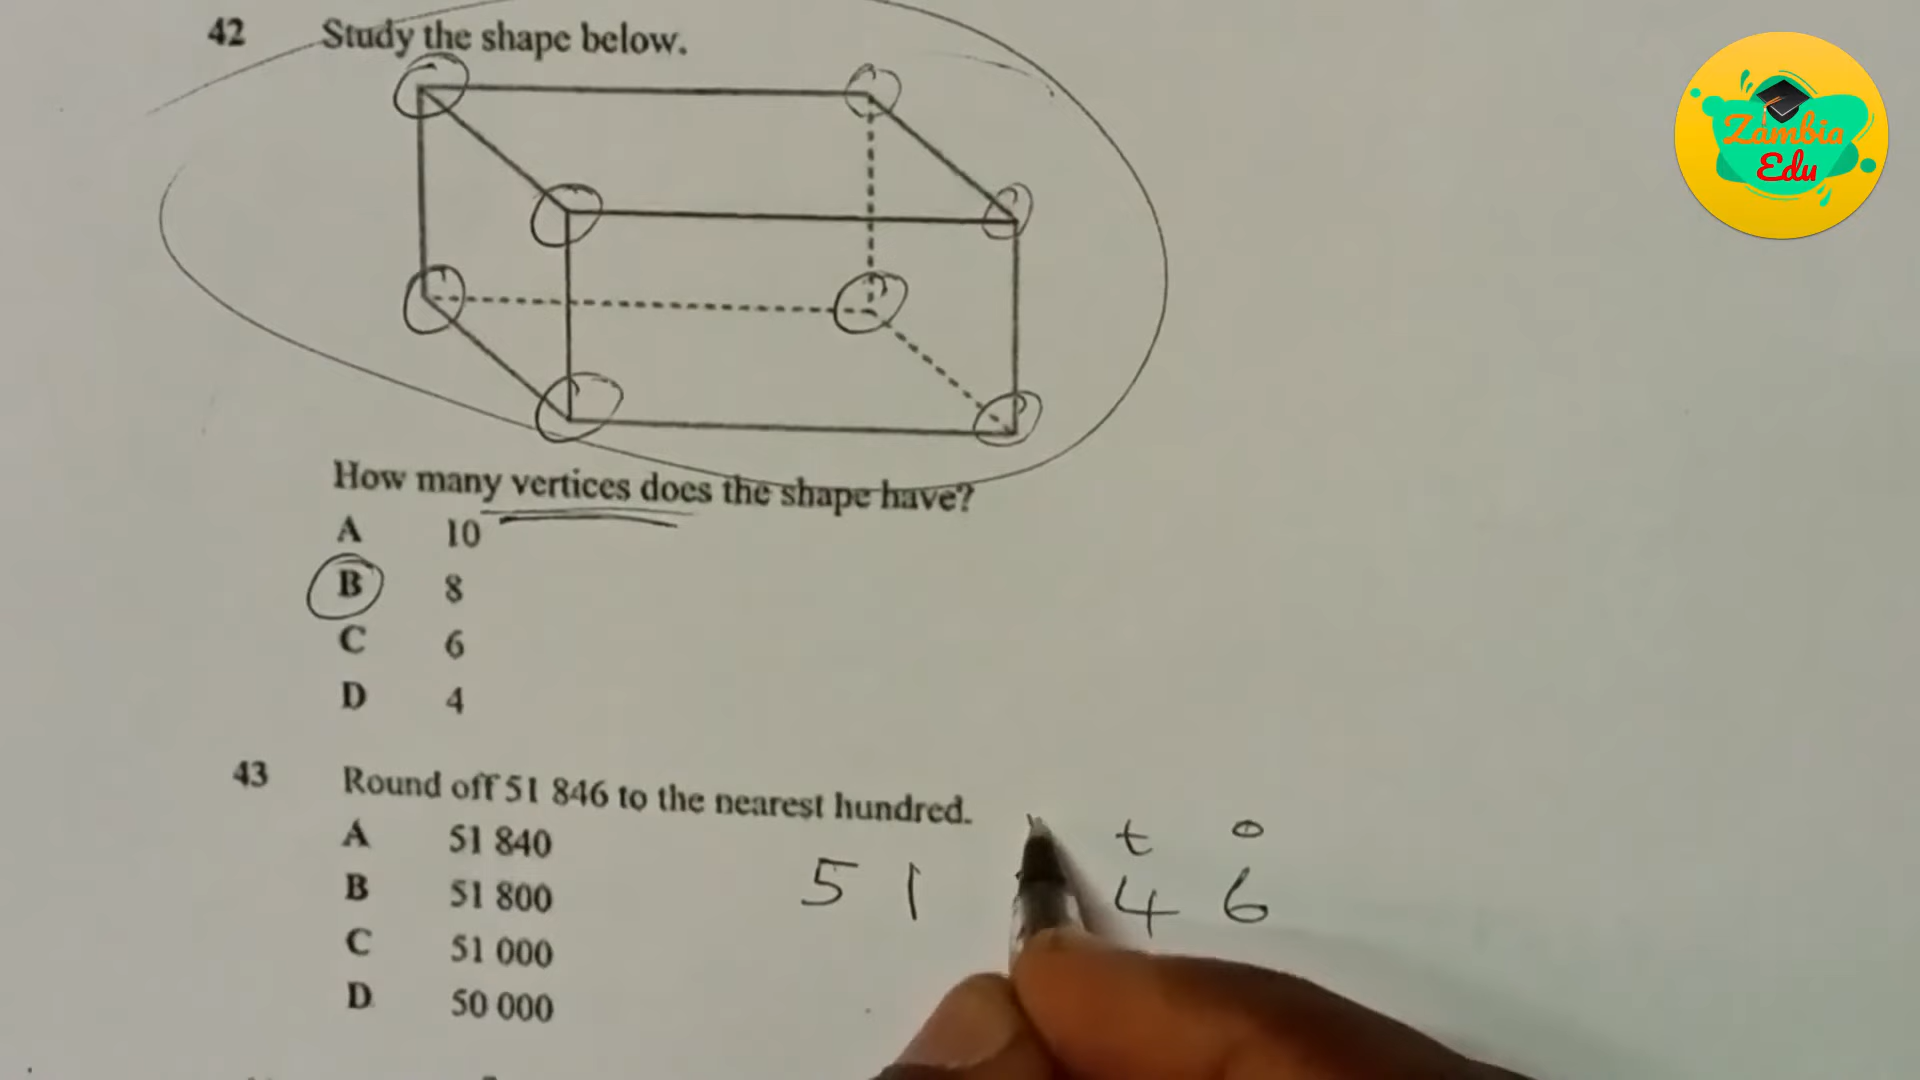 42 Study the shape below.
Zambia
Edu
How many vertices does the shape have?
A 10
B 8
C 6
D 4
43 Round off 51 846 to the nearest hundred.
A 51 840
B 51 800
C 51 000
D 50 000
t o
5 1 4 6